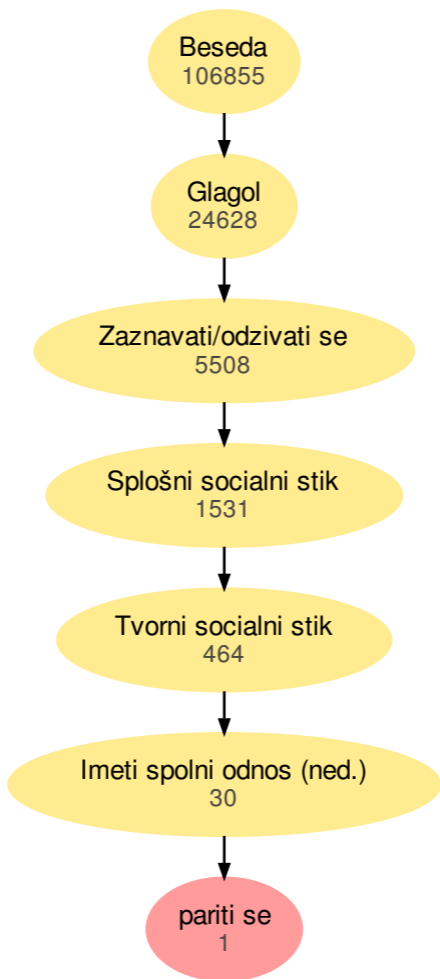 Beseda
106855
Glagol
24628
Zaznavati/odzivati se
5508
Splošni socialni stik
1531
Tvorni socialni stik
464
Imeti spolni odnos (ned.)
30
pariti se
1